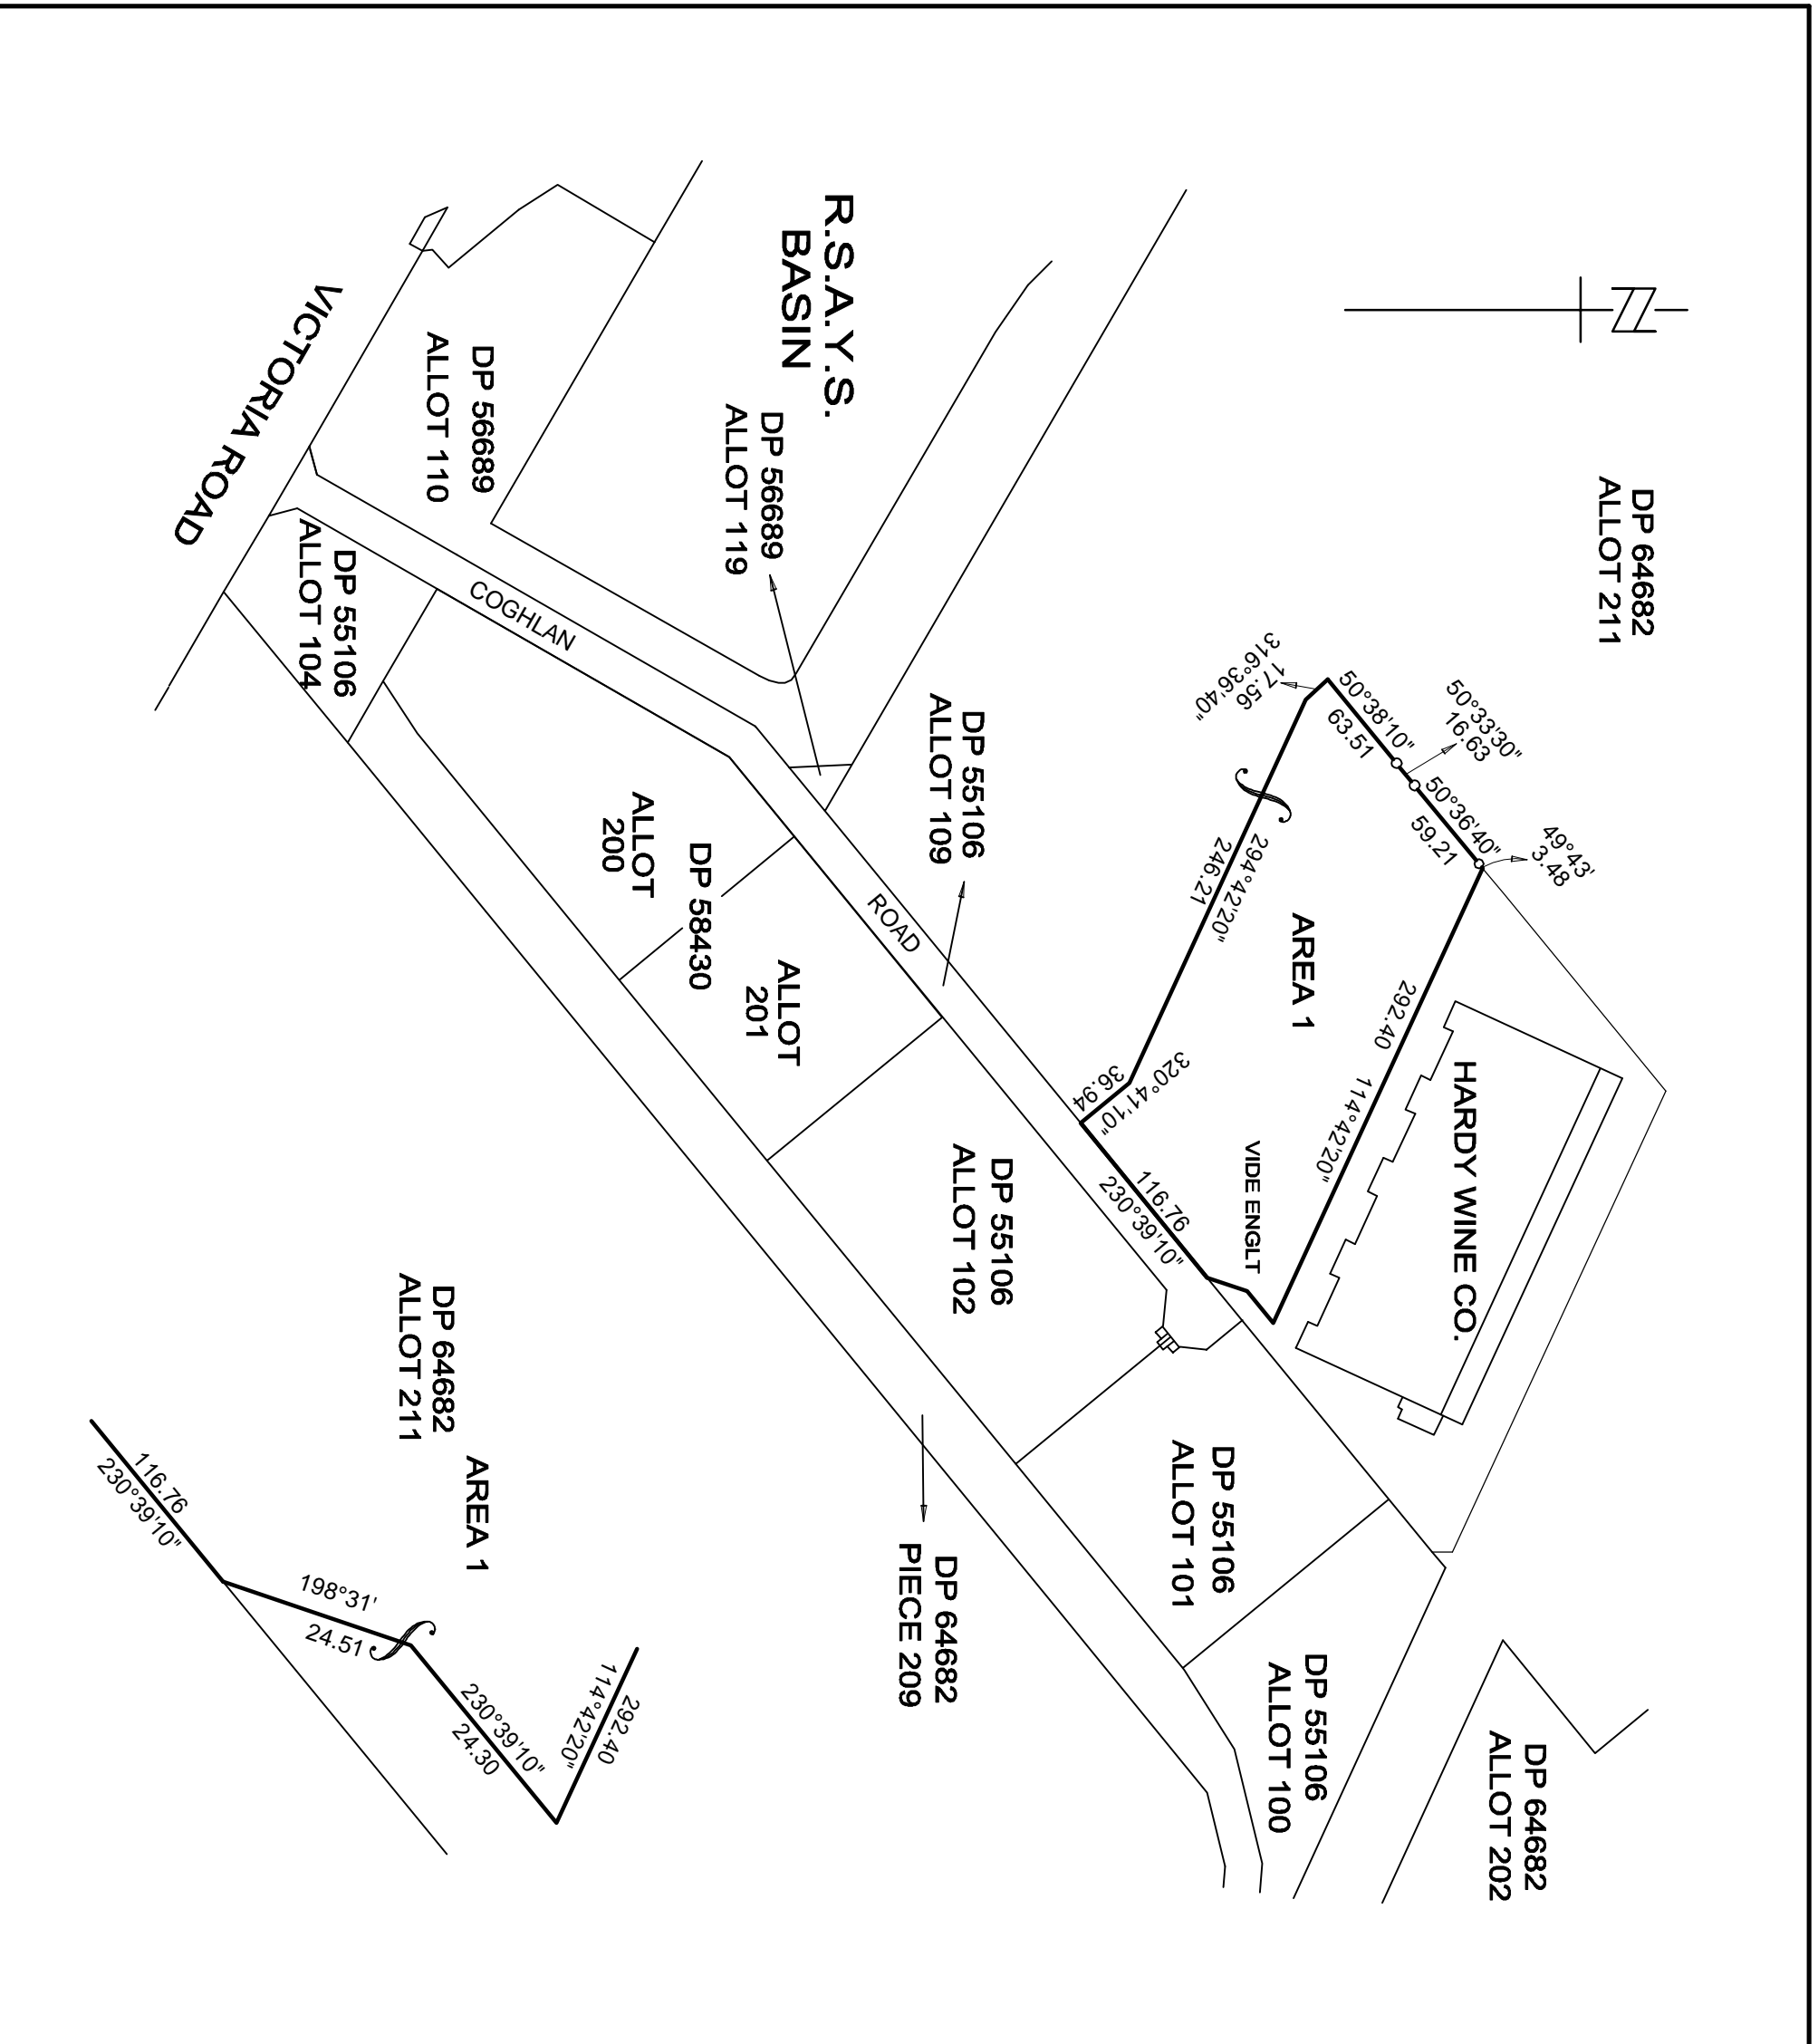 N
DP 64682
ALLOT 211
50°33'30"
16.63
49°43'
3.48
50°38'10"
63.51
50°36'40"
59.21
316°36'40"
17.56
294°42'20"
246.21
AREA 1
292.40
114°42'20"
HARDY WINE CO.
VIDE ENGLT
320°41'10"
36.94
116.76
230°39'10"
DP 64682
ALLOT 202
DP 55106
ALLOT 100
DP 55106
ALLOT 101
DP 55106
ALLOT 102
DP 55106
ALLOT 109
R.S.A.Y.S.
BASIN
DP 56689
ALLOT 119
ROAD
ALLOT
201
DP 58430
ALLOT
200
DP 64682
PIECE 209
COGHLAN
DP 56689
ALLOT 110
DP 55106
ALLOT 104
VICTORIA ROAD
DP 64682
ALLOT 211
AREA 1
292.40
114°42'20"
230°39'10"
24.30
198°31'
24.51
116.76
230°39'10"